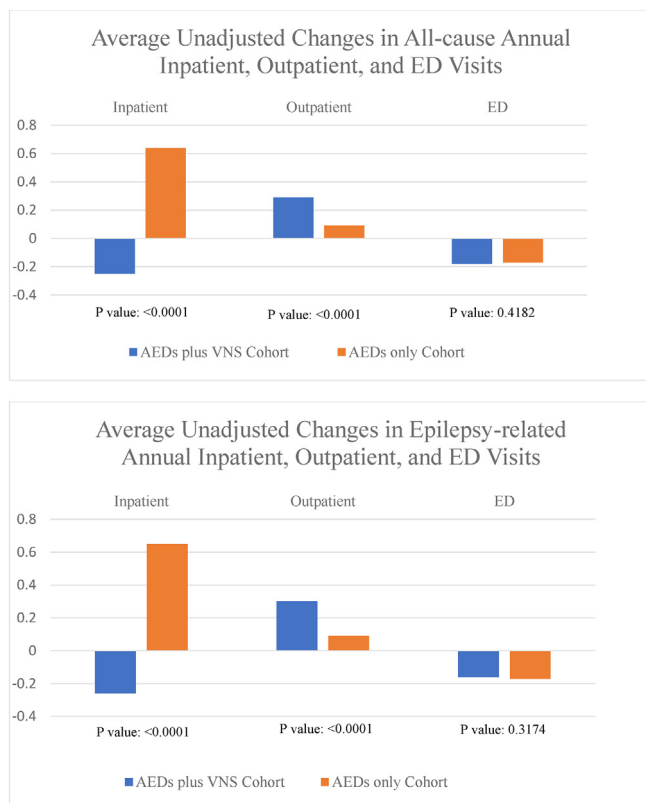 Average Unadjusted Changes in All-cause Annual
Inpatient, Outpatient, and ED Visits
Inpatient Outpatient ED
0.8
0.6
0.4
0.2
0
-0.2
-0.4
P value: <0.0001 P value: <0.0001 P value: 0.4182
AEDs plus VNS Cohort AEDs only Cohort
Average Unadjusted Changes in Epilepsy-related
Annual Inpatient, Outpatient, and ED Visits
Inpatient Outpatient ED
0.8
0.6
0.4
0.2
0
-0.2
-0.4
P value: <0.0001 P value: <0.0001 P value: 0.3174
AEDs plus VNS Cohort AEDs only Cohort